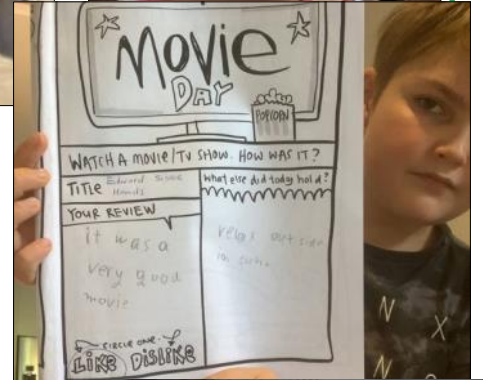 MOVIE
DAY
POPCORN
WATCH A MOVIE/TV SHOW. HOW WAS IT?
TITLE Edward
Hands
YOUR REVIEW
it was a
very good
movie
CIRCLE ONE.
LIKE DISLIKE
What else did today hold?
relax outside
in sun.
N X
N